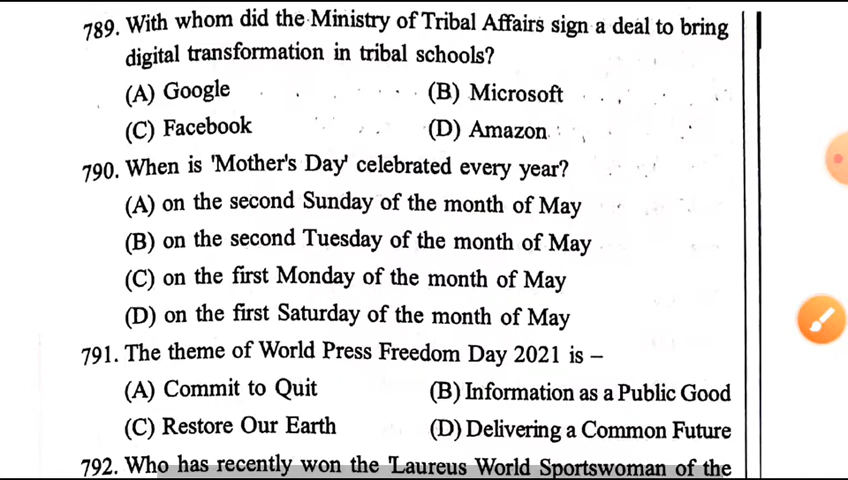 789. With whom did the Ministry of Tribal Affairs sign a deal to bring
digital transformation in tribal schools?
(A) Google (B) Microsoft
(C) Facebook (D) Amazon
790. When is 'Mother's Day' celebrated every year?
(A) on the second Sunday of the month of May
(B) on the second Tuesday of the month of May
(C) on the first Monday of the month of May
(D) on the first Saturday of the month of May
791. The theme of World Press Freedom Day 2021 is –
(A) Commit to Quit (B) Information as a Public Good
(C) Restore Our Earth (D) Delivering a Common Future
792. Who has recently won the 'Laureus World Sportswoman of the